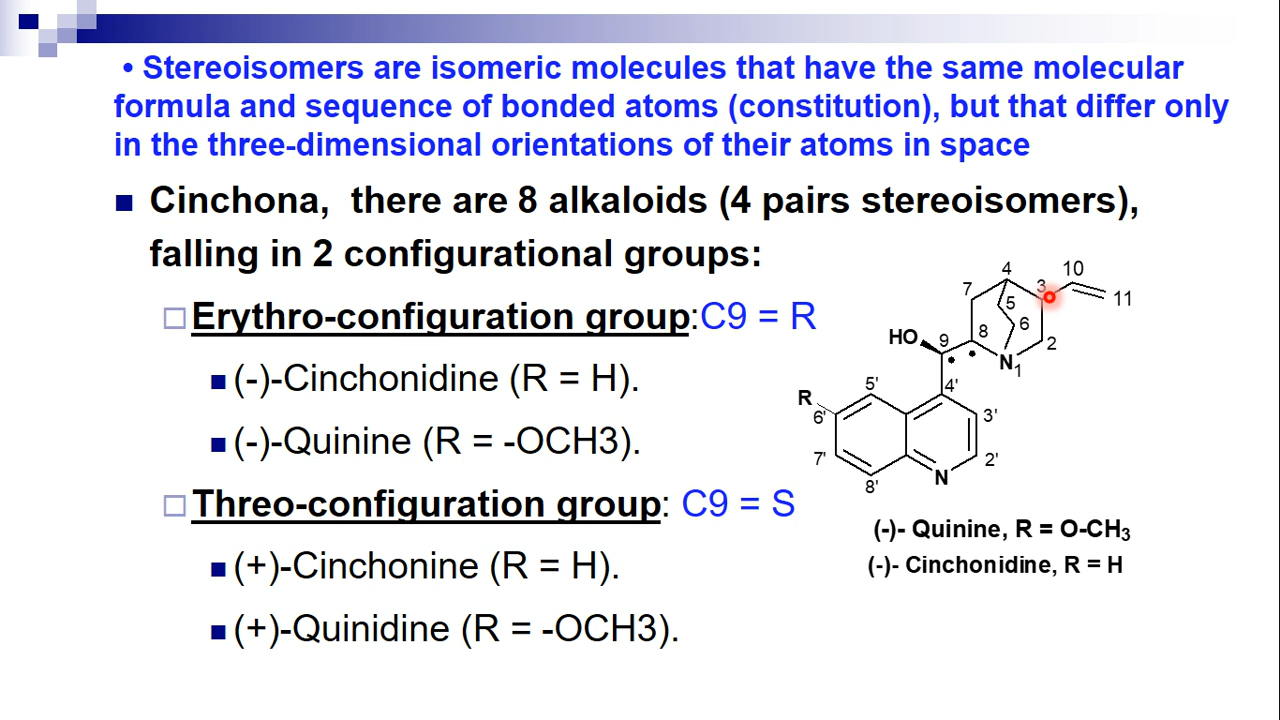 • Stereoisomers are isomeric molecules that have the same molecular
formula and sequence of bonded atoms (constitution), but that differ only
in the three-dimensional orientations of their atoms in space
Cinchona, there are 8 alkaloids (4 pairs stereoisomers),
falling in 2 configurational groups:
Erythro-configuration group:C9 = R
(-)-Cinchonidine (R = H).
(-)-Quinine (R = -OCH3).
Threo-configuration group: C9 = S
(+)-Cinchonine (R = H).
(+)-Quinidine (R = -OCH3).
4 10
7 3 11
5
6
HO 9 8 2
N1
R 5' 4'
6' 3'
7' 2'
8' N
(-)- Quinine, R = O-CH3
(-)- Cinchonidine, R = H